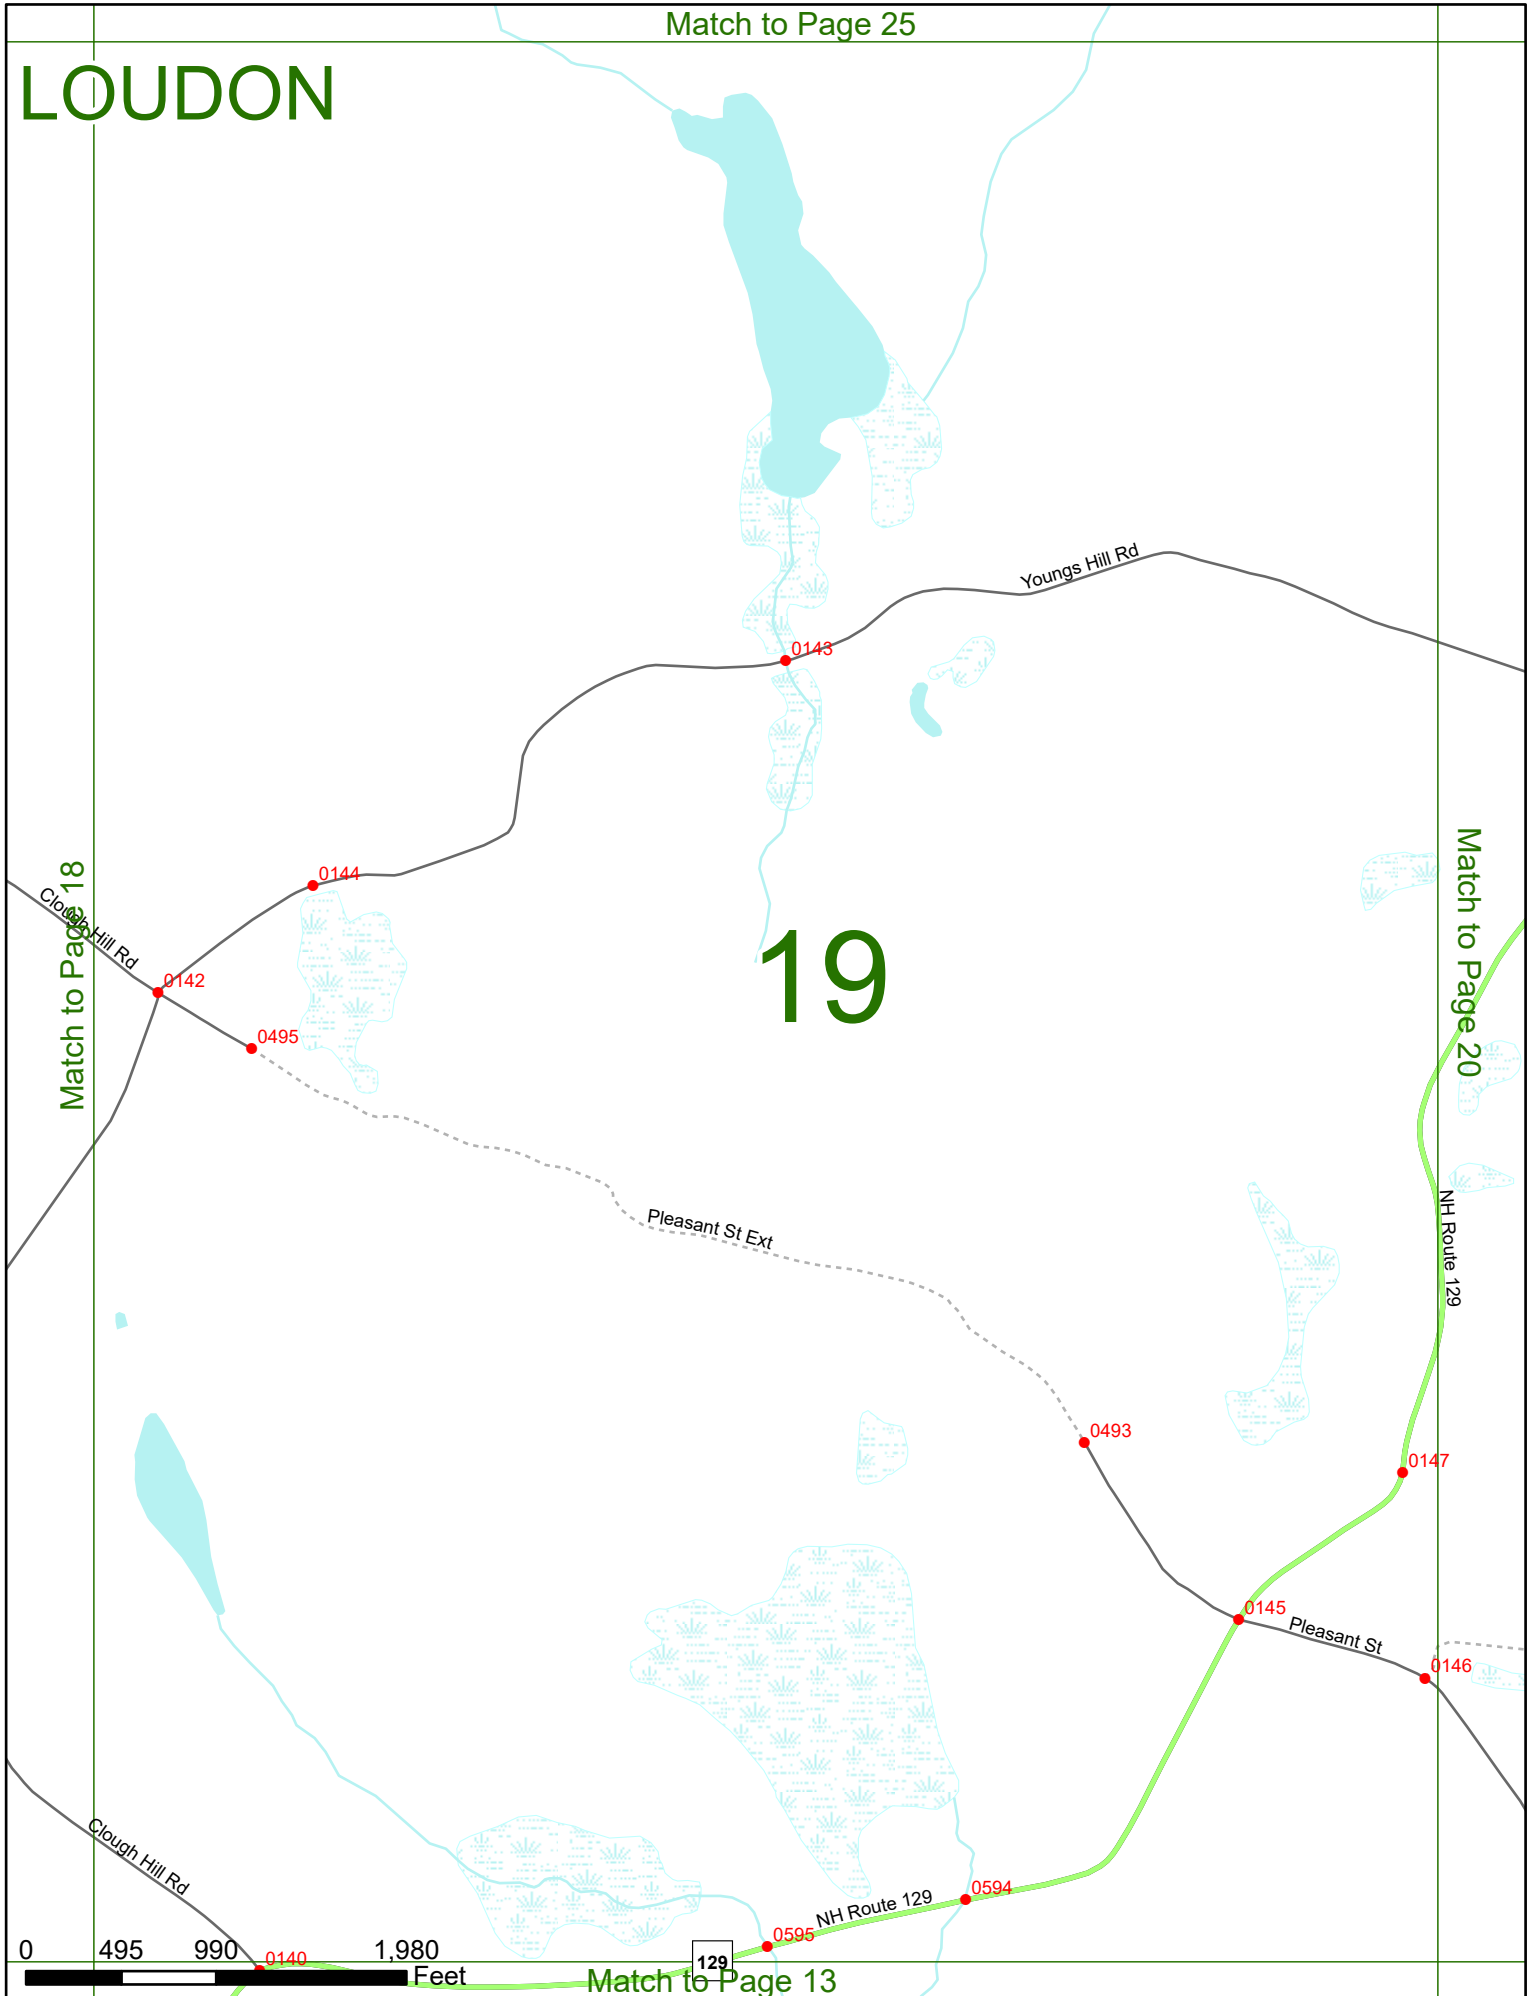 Match to Page 25
LOUDON
Youngs Hill Rd
0143
0144
Clough Hill Rd
Match to Page 18
0142
0495
19
Match to Page 20
Pleasant St Ext
NH Route 129
0493
0147
0145
Pleasant St
0146
Clough Hill Rd
0594
NH Route 129
0595
0140
129
0 495 990 1,980
Feet
Match to Page 13